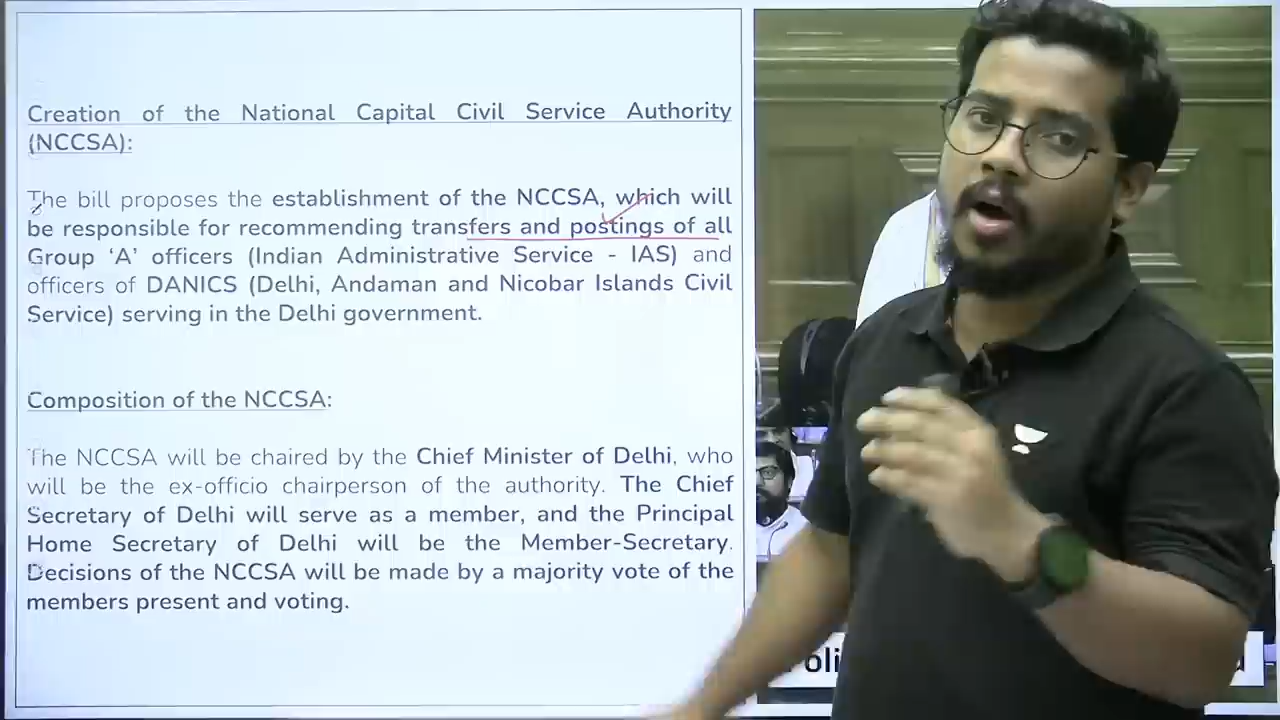 Creation of the National Capital Civil Service Authority
(NCCSA):
The bill proposes the establishment of the NCCSA, which will
be responsible for recommending transfers and postings of all
Group ‘A’ officers (Indian Administrative Service - IAS) and
officers of DANICS (Delhi, Andaman and Nicobar Islands Civil
Service) serving in the Delhi government.
Composition of the NCCSA:
The NCCSA will be chaired by the Chief Minister of Delhi, who
will be the ex-officio chairperson of the authority. The Chief
Secretary of Delhi will serve as a member, and the Principal
Home Secretary of Delhi will be the Member-Secretary.
Decisions of the NCCSA will be made by a majority vote of the
members present and voting.